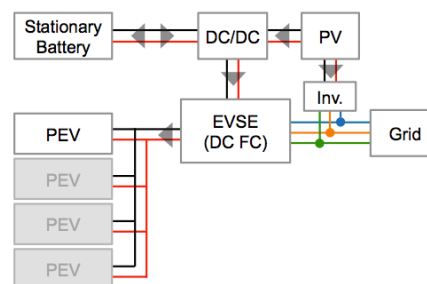 Stationary
Battery
DC/DC
PV
Inv.
EVSE
(DC FC)
Grid
PEV
PEV
PEV
PEV